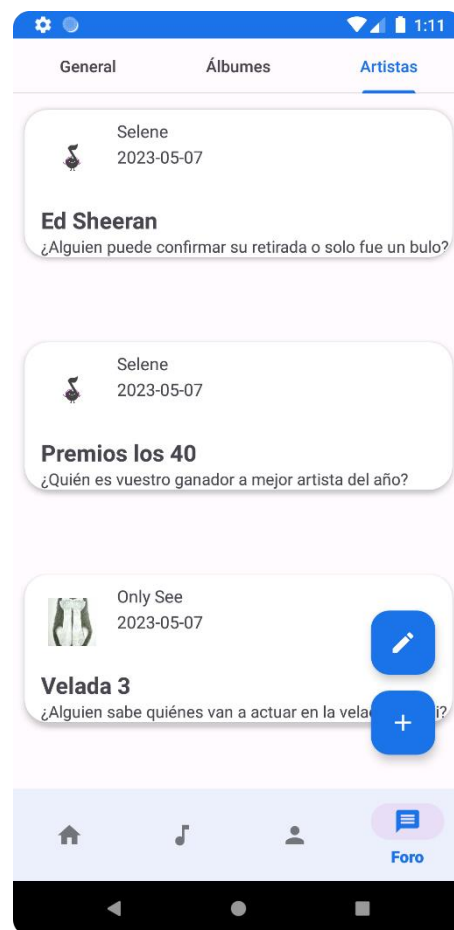 1:11
General Álbumes Artistas
Selene
2023-05-07
Ed Sheeran
¿Alguien puede confirmar su retirada o solo fue un bulo?
Selene
2023-05-07
Premios los 40
¿Quién es vuestro ganador a mejor artista del año?
Only See
2023-05-07
Velada 3
¿Alguien sabe quiénes van a actuar en la
Foro